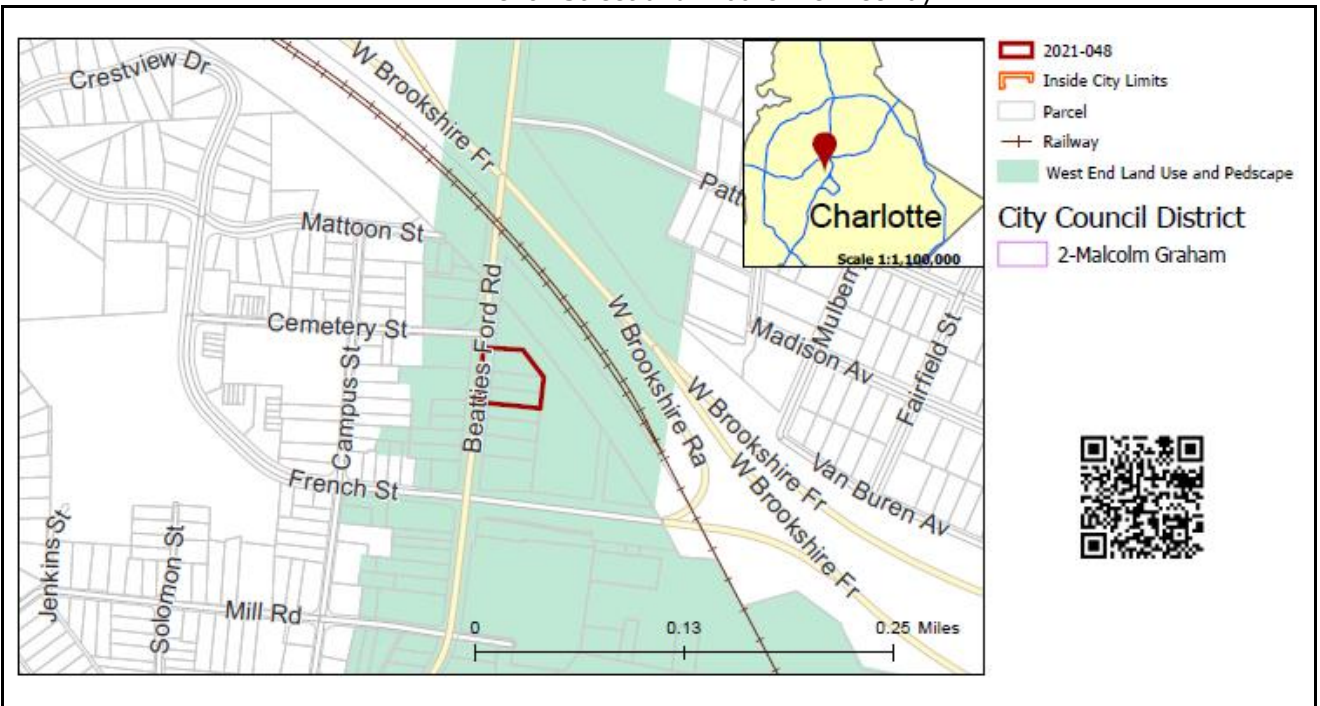 2021-048
Inside City Limits
Parcel
Railway
West End Land Use and Pedscape
City Council District
2-Malcolm Graham
Charlotte
Scale 1:1,100,000
Crestview Dr
W Brookshire Fr
Mattoon St
Cemetery St
Beatties Ford Rd
Campus St
French St
Jenkins St
Solomon St
Mill Rd
W Brookshire Ra
W Brookshire Fr
W Brookshire Fr
Madison Av
Fairfield St
Van Buren Av
0
0.13
0.25 Miles